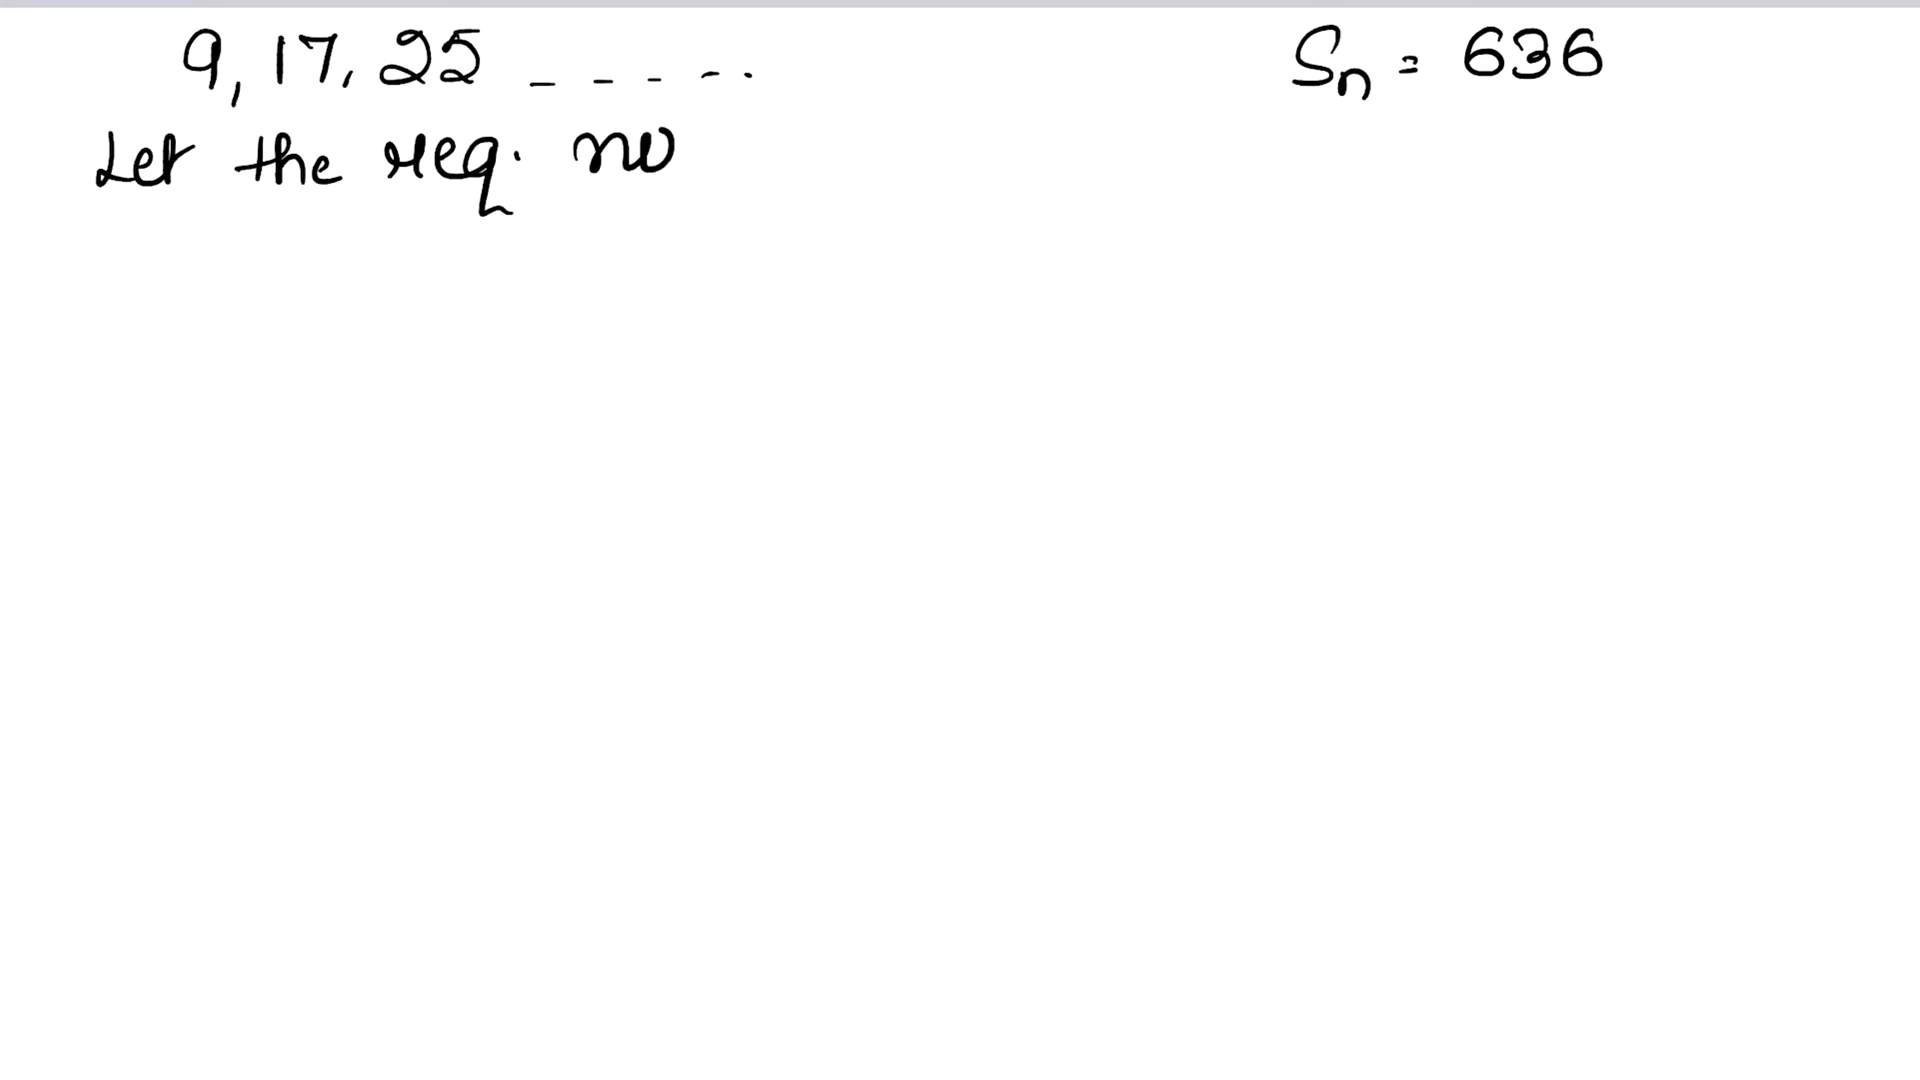 9, 17, 25 - - - - . Sn = 636
Let the req. no